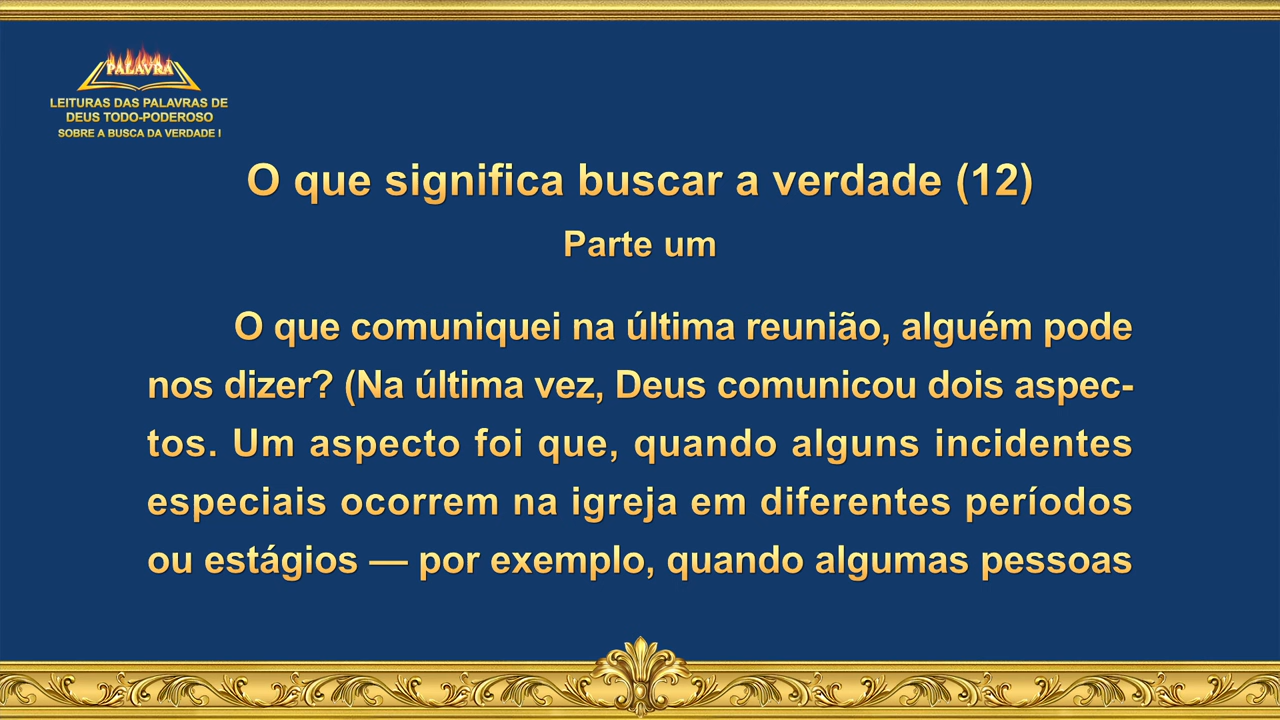 PALAVRA
LEITURAS DAS PALAVRAS DE
DEUS TODO-PODEROSO
SOBRE A BUSCA DA VERDADE I
O que significa buscar a verdade (12)
Parte um
O que comuniquei na última reunião, alguém pode
nos dizer? (Na última vez, Deus comunicou dois aspec-
tos. Um aspecto foi que, quando alguns incidentes
especiais ocorrem na igreja em diferentes períodos
ou estágios — por exemplo, quando algumas pessoas